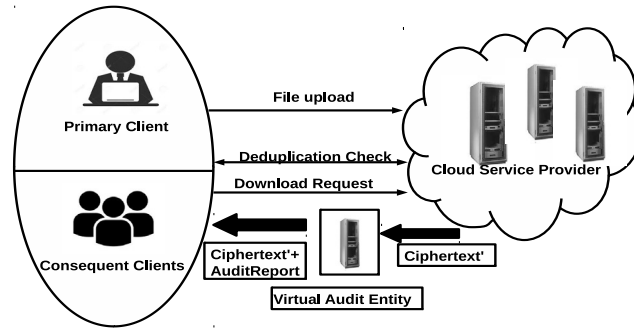 File upload
Primary Client
Deduplication Check
Cloud Service Provider
Download Request
Consequent Clients
Ciphertext'+
AuditReport
Ciphertext'
Virtual Audit Entity